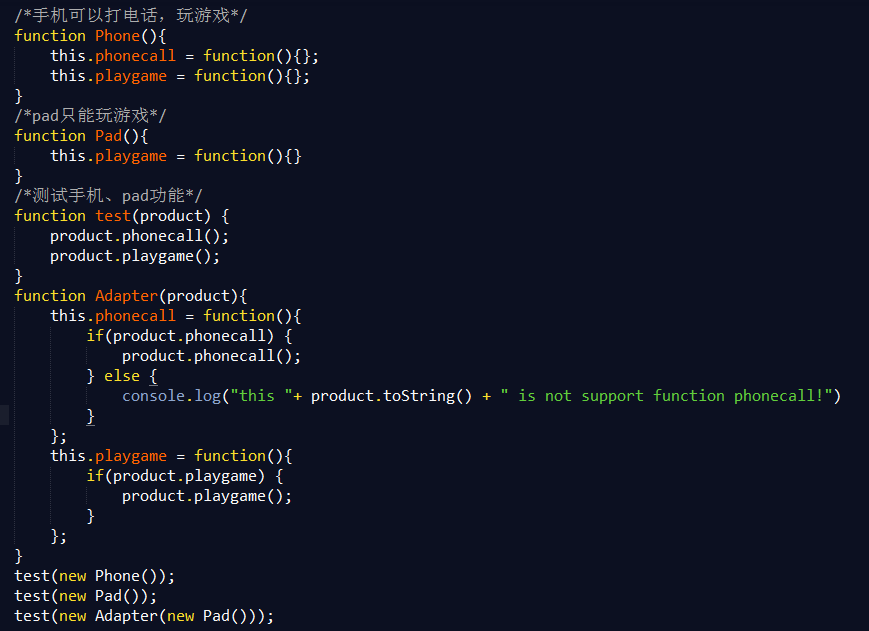 /*手机可以打电话，玩游戏*/
function Phone(){
    this.phonecall = function(){};
    this.playgame = function(){};
}
/*pad只能玩游戏*/
function Pad(){
    this.playgame = function(){}
}
/*测试手机、pad功能*/
function test(product) {
    product.phonecall();
    product.playgame();
}
function Adapter(product){
    this.phonecall = function(){
        if(product.phonecall) {
            product.phonecall();
        } else {
            console.log("this "+ product.toString() + " is not support function phonecall!")
        }
    };
    this.playgame = function(){
        if(product.playgame) {
            product.playgame();
        }
    };
}
test(new Phone());
test(new Pad());
test(new Adapter(new Pad()));